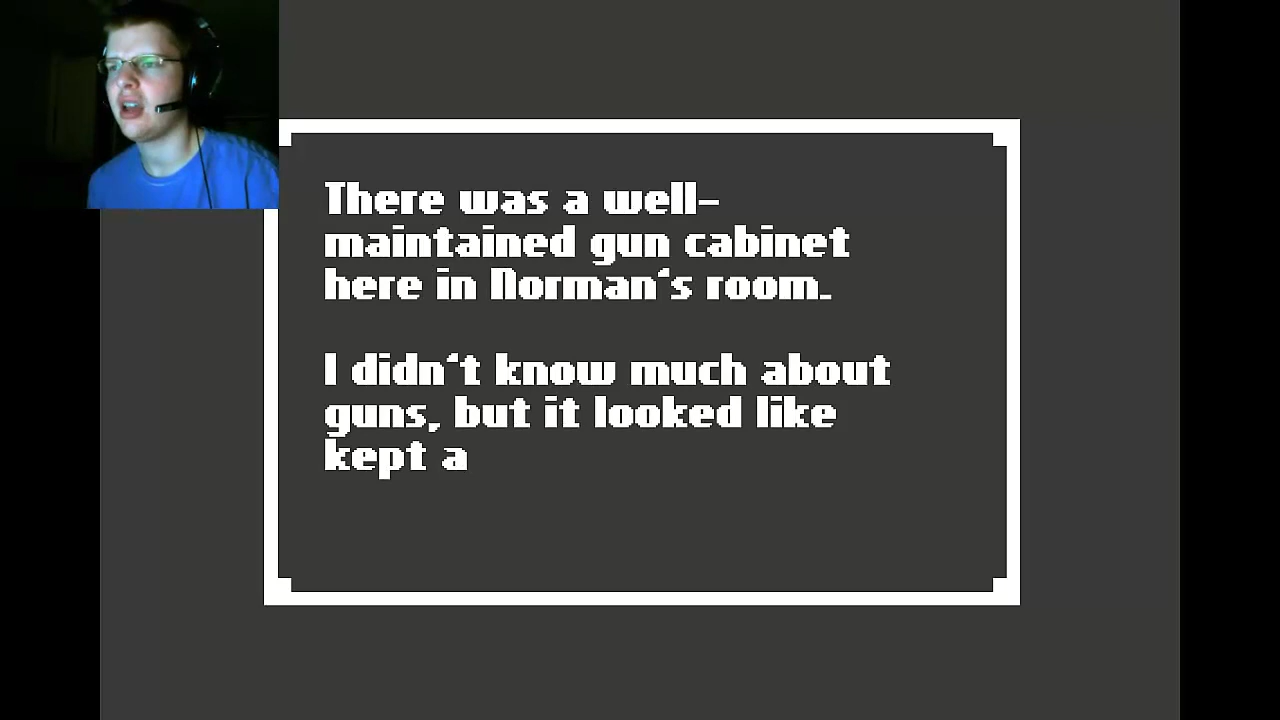 There was a well-
maintained gun cabinet
here in Norman's room.
I didn't know much about
guns, but it looked like
kept a